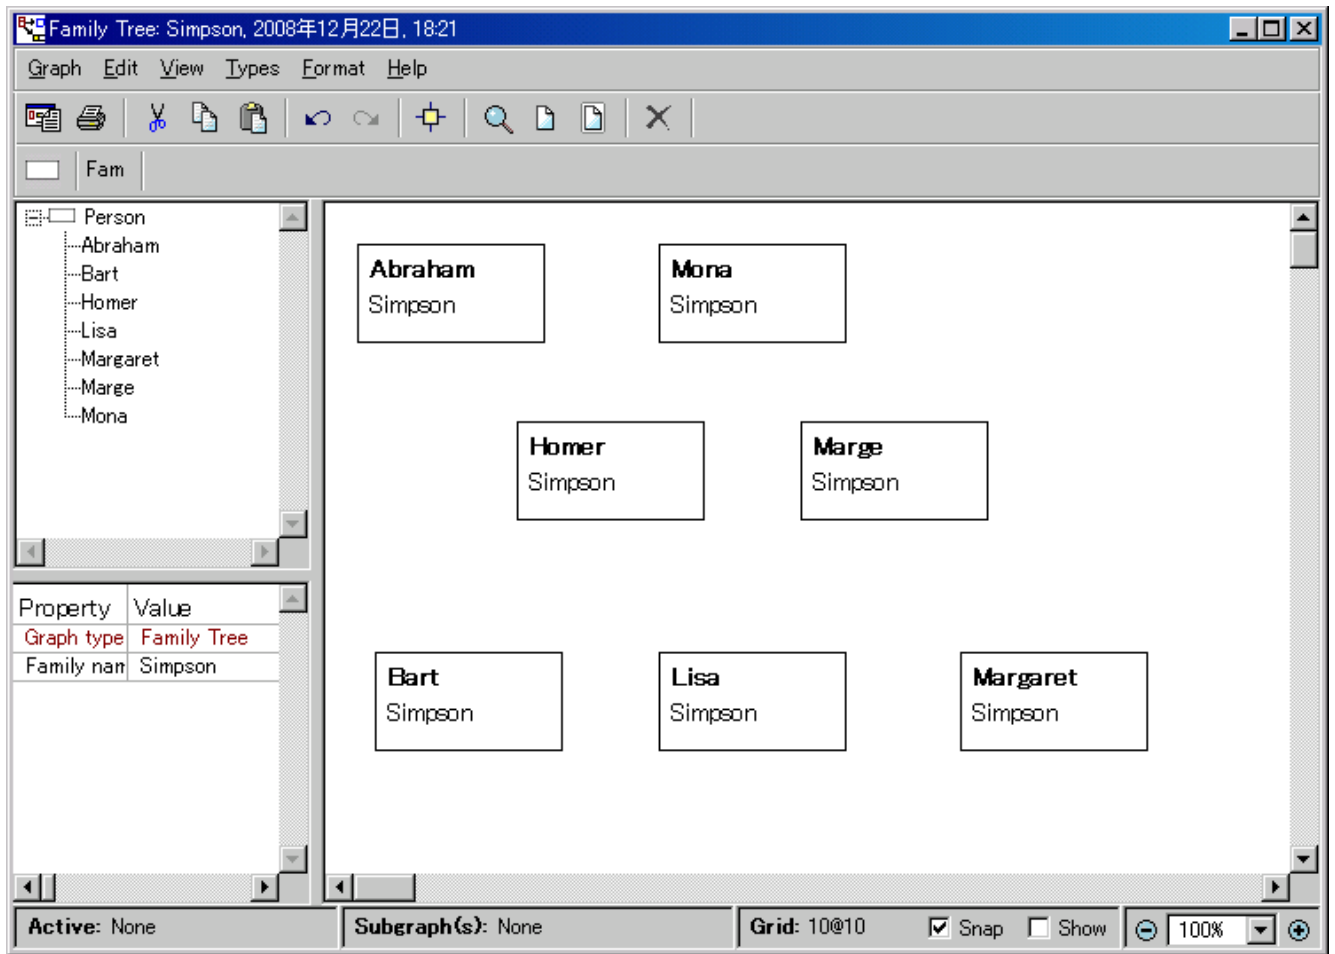 Family Tree: Simpson, 2008年12月22日, 18:21
Graph Edit View Types Format Help
Fam
Person
Abraham
Bart
Homer
Lisa
Margaret
Marge
Mona
Abraham
Simpson
Mona
Simpson
Homer
Simpson
Marge
Simpson
Bart
Simpson
Lisa
Simpson
Margaret
Simpson
Property Value
Graph type Family Tree
Family nam Simpson
Active: None
Subgraph(s): None
Grid: 10@10 Snap Show 100%